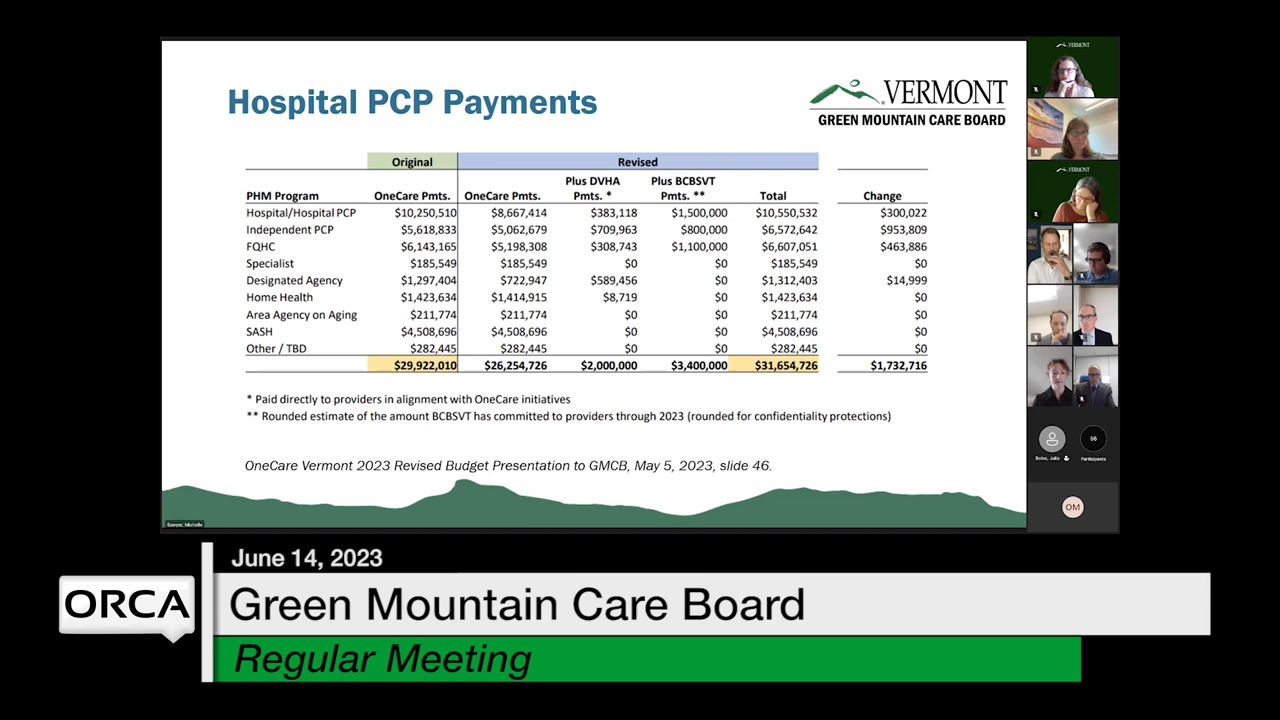 Hospital PCP Payments
VERMONT
GREEN MOUNTAIN CARE BOARD
Original Revised
Plus DVHA Plus BCBSVT
PHM Program OneCare Pmts. OneCare Pmts. Pmts. * Pmts. ** Total Change
Hospital/Hospital PCP $10,250,510 $8,667,414 $383,118 $1,500,000 $10,550,532 $300,022
Independent PCP $5,618,833 $5,062,679 $709,963 $800,000 $6,572,642 $953,809
FQHC $6,143,165 $5,198,308 $308,743 $1,100,000 $6,607,051 $463,886
Specialist $185,549 $185,549 $0 $0 $185,549 $0
Designated Agency $1,297,404 $722,947 $589,456 $0 $1,312,403 $14,999
Home Health $1,423,634 $1,414,915 $8,719 $0 $1,423,634 $0
Area Agency on Aging $211,774 $211,774 $0 $0 $211,774 $0
SASH $4,508,696 $4,508,696 $0 $0 $4,508,696 $0
Other / TBD $282,445 $282,445 $0 $0 $282,445 $0
$29,922,010 $26,254,726 $2,000,000 $3,400,000 $31,654,726 $1,732,716
* Paid directly to providers in alignment with OneCare initiatives
** Rounded estimate of the amount BCBSVT has committed to providers through 2023 (rounded for confidentiality protections)
OneCare Vermont 2023 Revised Budget Presentation to GMCB, May 5, 2023, slide 46.
Sawyer, Michelle
VERMONT
VERMONT
66
Boles, Julia
Participants
OM
June 14, 2023
ORCA
Green Mountain Care Board
Regular Meeting